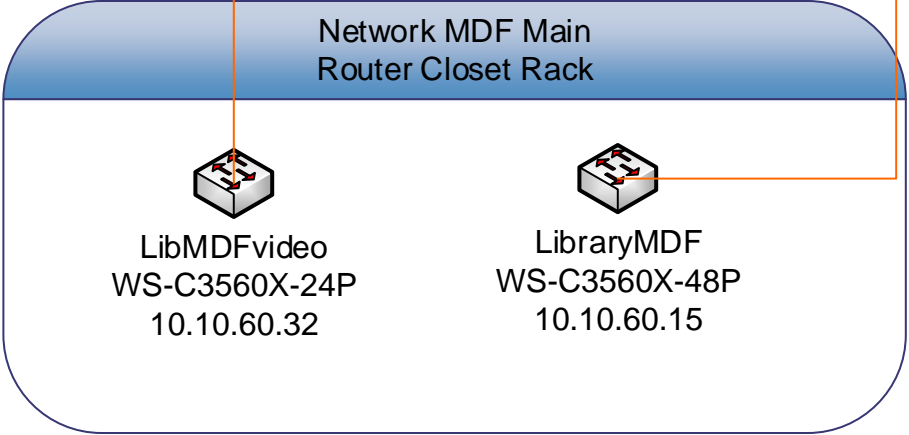 Network MDF Main
Router Closet Rack
LibMDFvideo
WS-C3560X-24P
10.10.60.32
LibraryMDF
WS-C3560X-48P
10.10.60.15